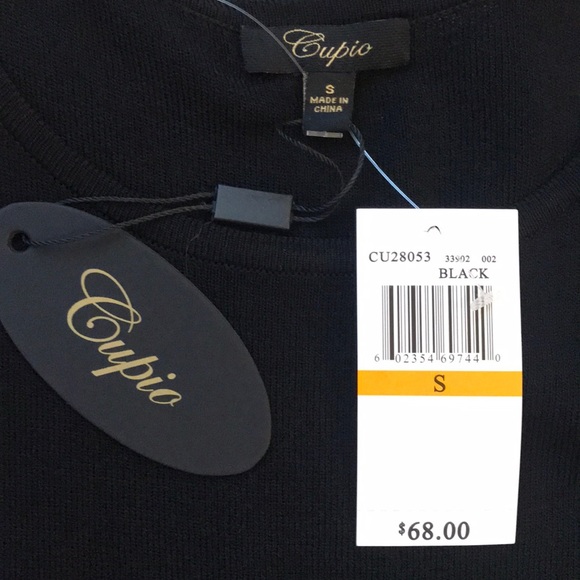 Cupio
S
MADE IN
CHINA
Cupio
CU28053 33902 002
BLACK
6 02354 69744 0
S
$68.00